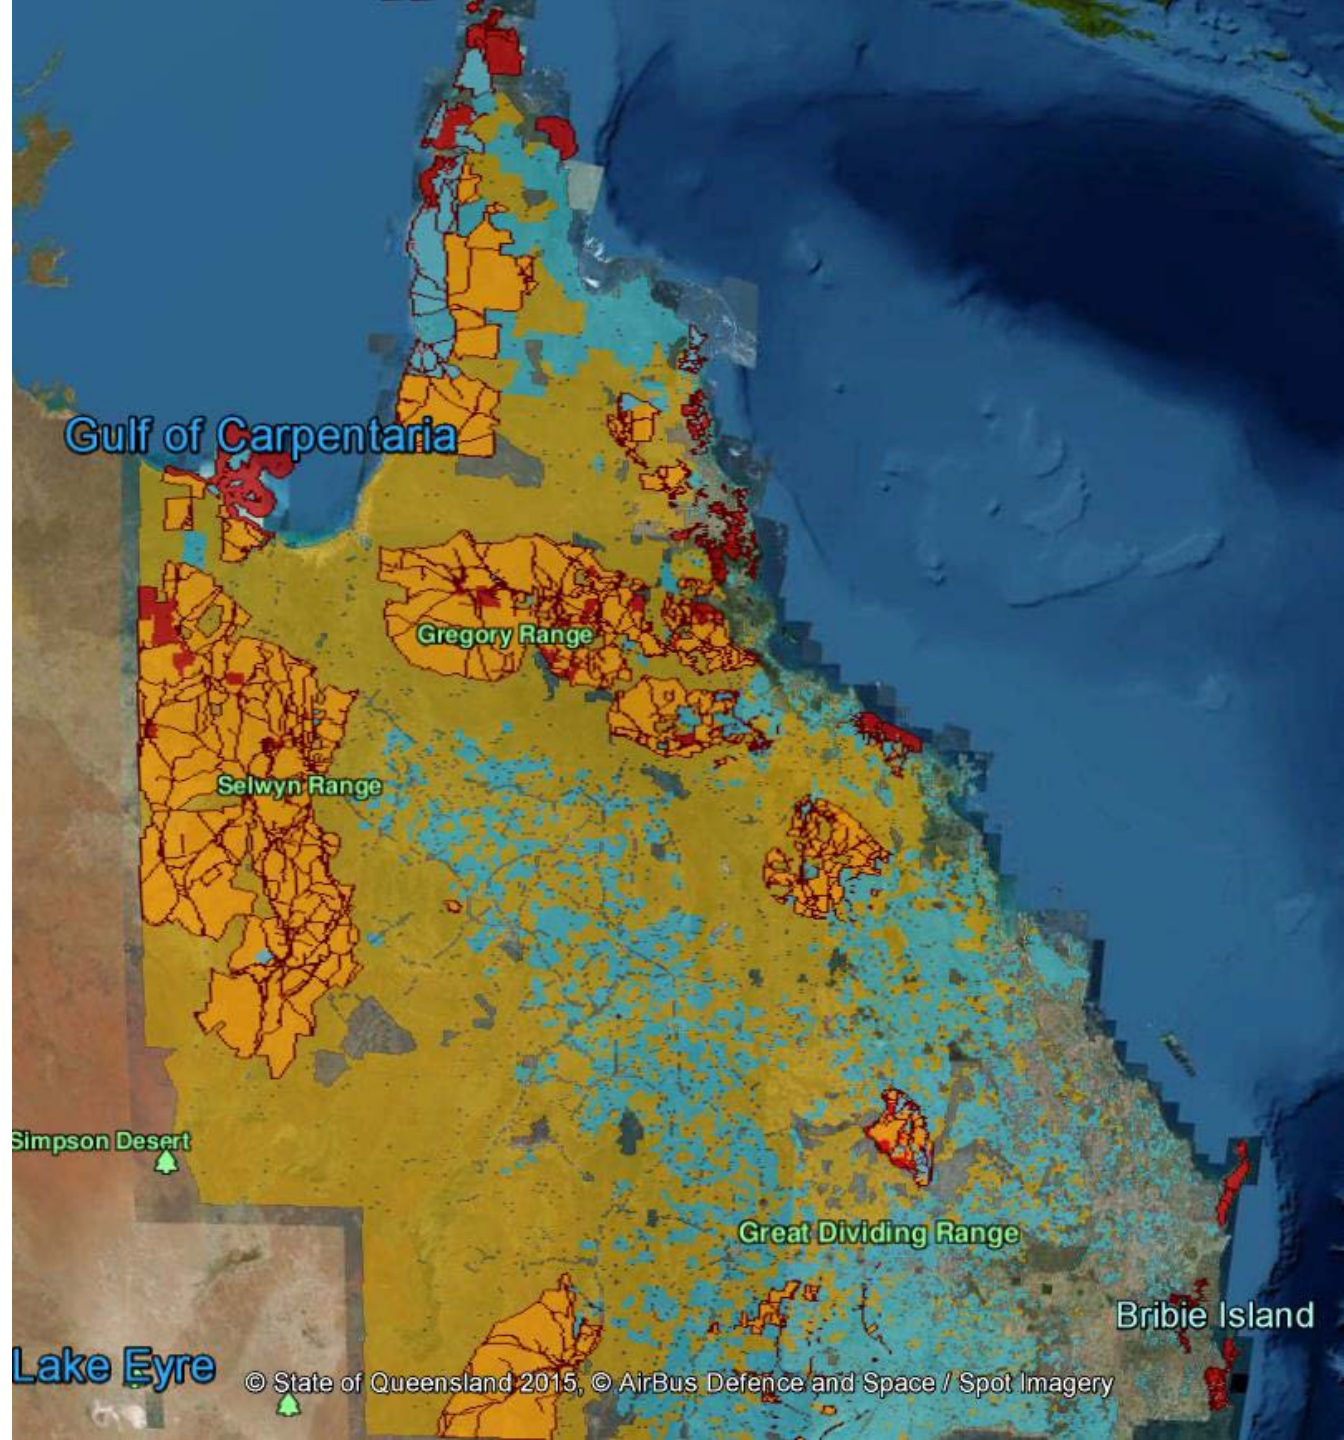 Gulf of Carpentaria
Gregory Range
Selwyn Range
Simpson Desert
Great Dividing Range
Bribie Island
Lake Eyre
© State of Queensland 2015, © AirBus Defence and Space / Spot Imagery